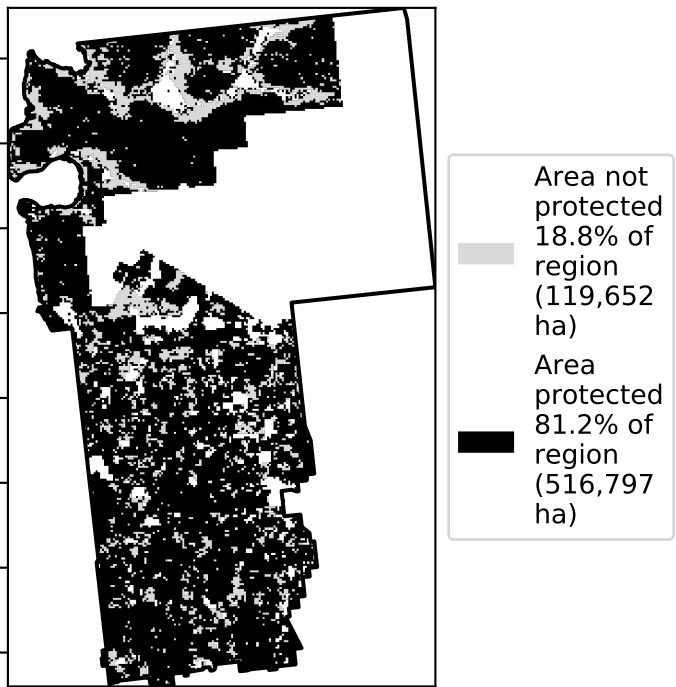 Area not
protected
18.8% of
region
(119,652
ha)
Area
protected
81.2% of
region
(516,797
ha)